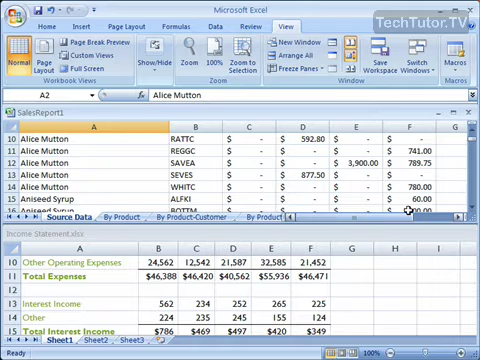 Microsoft Excel
TechTutor.TV
Home Insert Page Layout Formulas Data Review View
Normal
Page Layout
Page Break Preview
Custom Views
Full Screen
Workbook Views
Show/Hide
Zoom
100%
Zoom to Selection
Zoom
New Window
Arrange All
Freeze Panes
Save Workspace
Switch Windows
Macros
Macros
A2 Alice Mutton
SalesReport1
A B C D E F G
10 Alice Mutton RATTC $ - $ 592.80 $ - $ -
11 Alice Mutton REGGC $ - $ - $ - $ 741.00
12 Alice Mutton SAVEA $ - $ - $ 3,900.00 $ 789.75
13 Alice Mutton SEVES $ - $ 877.50 $ - $ -
14 Alice Mutton WHITC $ - $ - $ - $ 780.00
15 Aniseed Syrup ALFKI $ - $ - $ - $ 60.00
16 Aniseed Syrup BOTTM $ - $ - $ - $
Source Data By Product By Product-Customer By Product
Income Statement.xlsx
A B C D E F G H I
10 Other Operating Expenses 24,562 12,542 21,587 32,585 21,452
11 Total Expenses $46,388 $46,420 $40,562 $55,936 $46,471
12
13 Interest Income 562 234 252 265 225
14 Other 224 235 245 155 124
15 Total Interest Income $786 $469 $497 $420 $349
Sheet1 Sheet2 Sheet3
Ready 100%